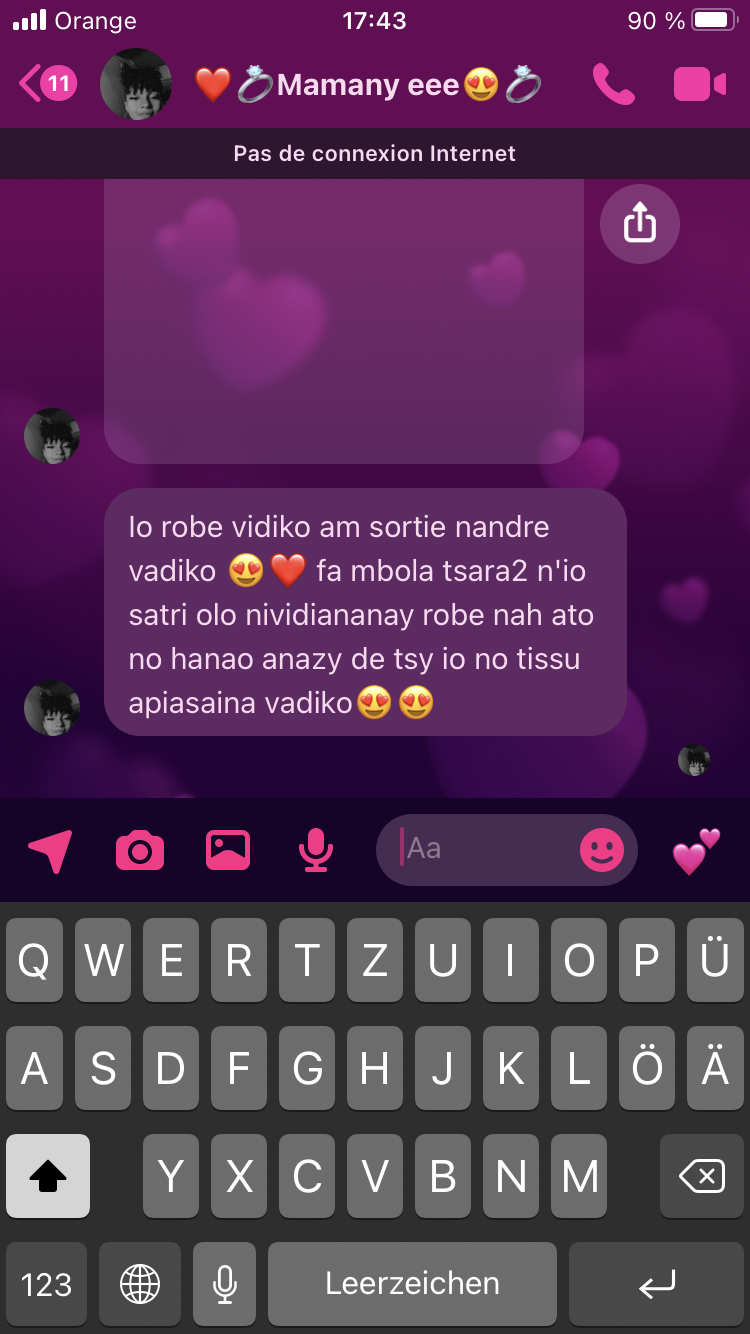 Orange 17:43 90 %
11 ❤️💍Mamany eee😍💍
Pas de connexion Internet
Io robe vidiko am sortie nandre
vadiko 😍❤️ fa mbola tsara2 n'io
satri olo nividiananay robe nah ato
no hanao anazy de tsy io no tissu
apiasaina vadiko😍😍
Aa
Q W E R T Z U I O P Ü
A S D F G H J K L Ö Ä
Y X C V B N M
123 Leerzeichen